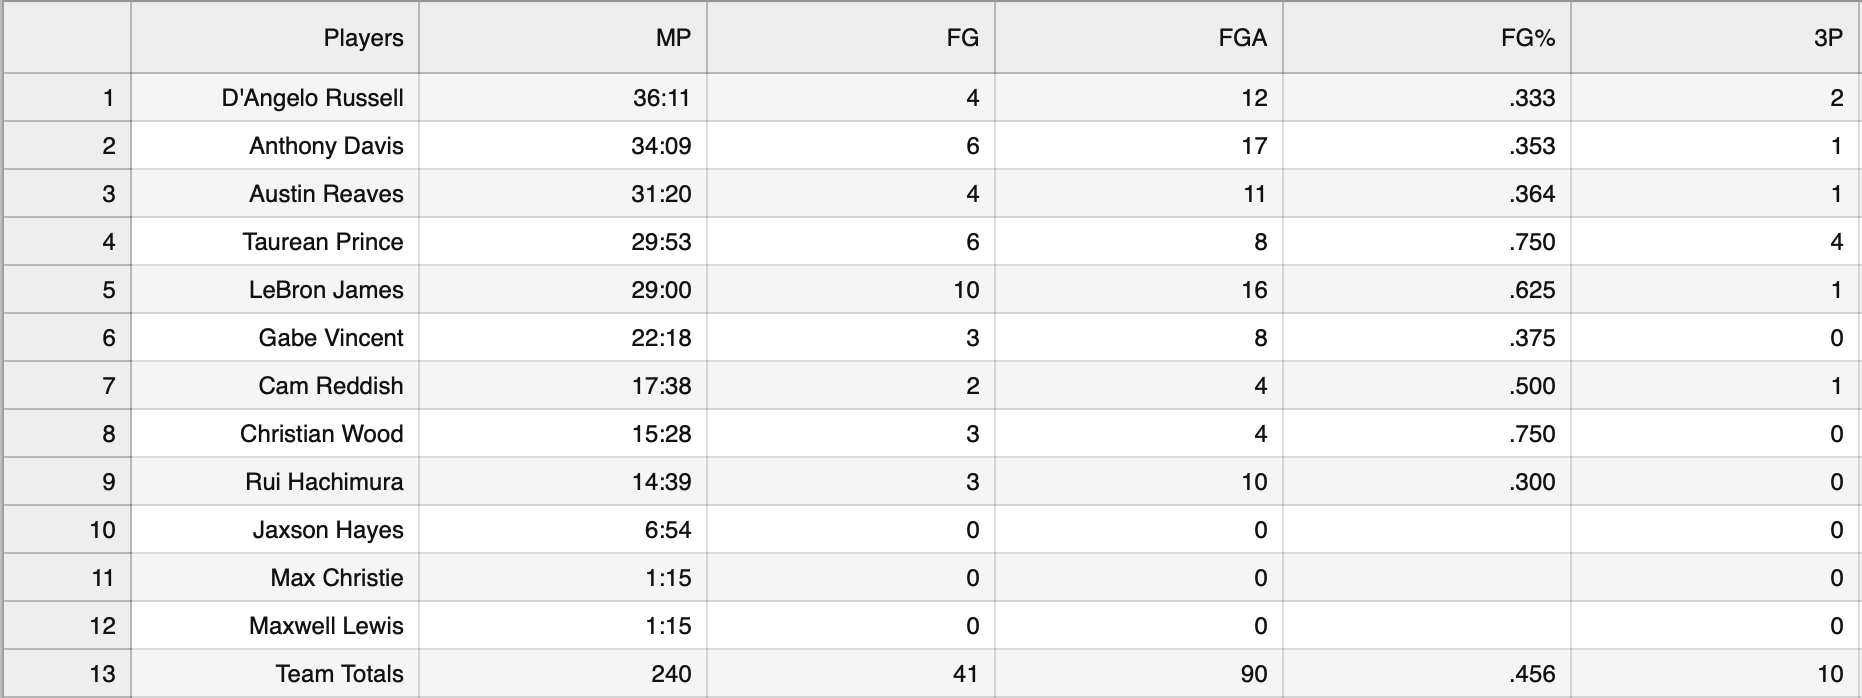 Players MP FG FGA FG% 3P
1 D'Angelo Russell 36:11 4 12 .333 2
2 Anthony Davis 34:09 6 17 .353 1
3 Austin Reaves 31:20 4 11 .364 1
4 Taurean Prince 29:53 6 8 .750 4
5 LeBron James 29:00 10 16 .625 1
6 Gabe Vincent 22:18 3 8 .375 0
7 Cam Reddish 17:38 2 4 .500 1
8 Christian Wood 15:28 3 4 .750 0
9 Rui Hachimura 14:39 3 10 .300 0
10 Jaxson Hayes 6:54 0 0 0
11 Max Christie 1:15 0 0 0
12 Maxwell Lewis 1:15 0 0 0
13 Team Totals 240 41 90 .456 10